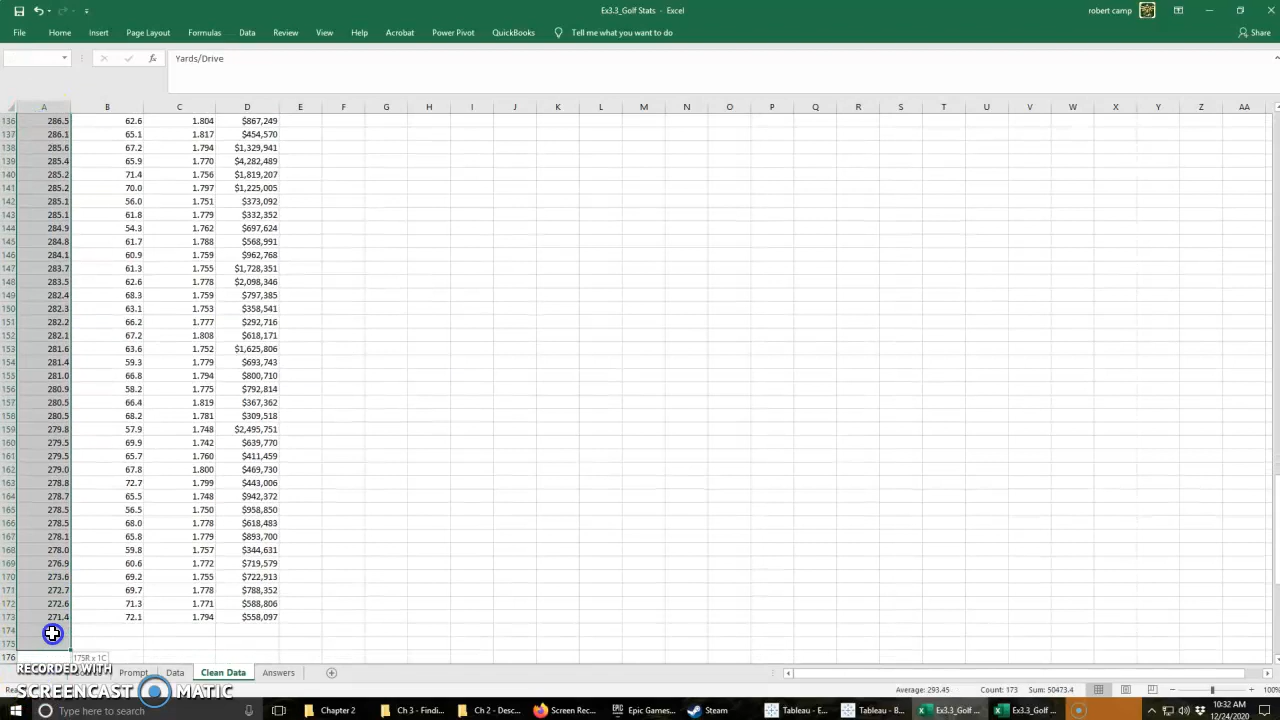 Ex3.3_Golf Stats - Excel
robert camp
File Home Insert Page Layout Formulas Data Review View Help Acrobat Power Pivot QuickBooks Tell me what you want to do Share
fx Yards/Drive
A B C D E F G H I J K L M N O P Q R S T U V W X Y Z AA
136 286.5 62.6 1.804 $867,249
137 286.1 65.1 1.817 $454,570
138 285.6 67.2 1.794 $1,329,941
139 285.4 65.9 1.770 $4,282,489
140 285.2 71.4 1.756 $1,819,207
141 285.2 70.0 1.797 $1,225,005
142 285.1 56.0 1.751 $373,092
143 285.1 61.8 1.779 $332,352
144 284.9 54.3 1.762 $697,624
145 284.8 61.7 1.788 $568,991
146 284.1 60.9 1.759 $962,768
147 283.7 61.3 1.755 $1,728,351
148 283.5 62.6 1.778 $2,098,346
149 282.4 68.3 1.759 $797,385
150 282.3 63.1 1.753 $358,541
151 282.2 66.2 1.777 $292,716
152 282.1 67.2 1.808 $618,171
153 281.6 63.6 1.752 $1,625,806
154 281.4 59.3 1.779 $693,743
155 281.0 66.8 1.794 $800,710
156 280.9 58.2 1.775 $792,814
157 280.5 66.4 1.819 $367,362
158 280.5 68.2 1.781 $309,518
159 279.8 57.9 1.748 $2,495,751
160 279.5 69.9 1.742 $639,770
161 279.5 65.7 1.760 $411,459
162 279.0 67.8 1.800 $469,730
163 278.8 72.7 1.799 $443,006
164 278.7 65.5 1.748 $942,372
165 278.5 56.5 1.750 $958,850
166 278.5 68.0 1.778 $618,483
167 278.1 65.8 1.779 $893,700
168 278.0 59.8 1.757 $344,631
169 276.9 60.6 1.772 $719,579
170 273.6 69.2 1.755 $722,913
171 272.7 69.7 1.778 $788,352
172 272.6 71.3 1.771 $588,806
173 271.4 72.1 1.794 $558,097
174
175
176 175R x 1C
RECORDED WITH
Prompt Data Clean Data Answers
SCREENCAST MATIC
Average: 293.45 Count: 173 Sum: 50473.4 100%
Type here to search
Chapter 2 Ch 3 - Findi... Ch 2 - Desc... Screen Rec... Epic Games... Steam Tableau - E... Tableau - B... Ex3.3_Golf... Ex3.3_Golf...
10:32 AM
12/24/2020